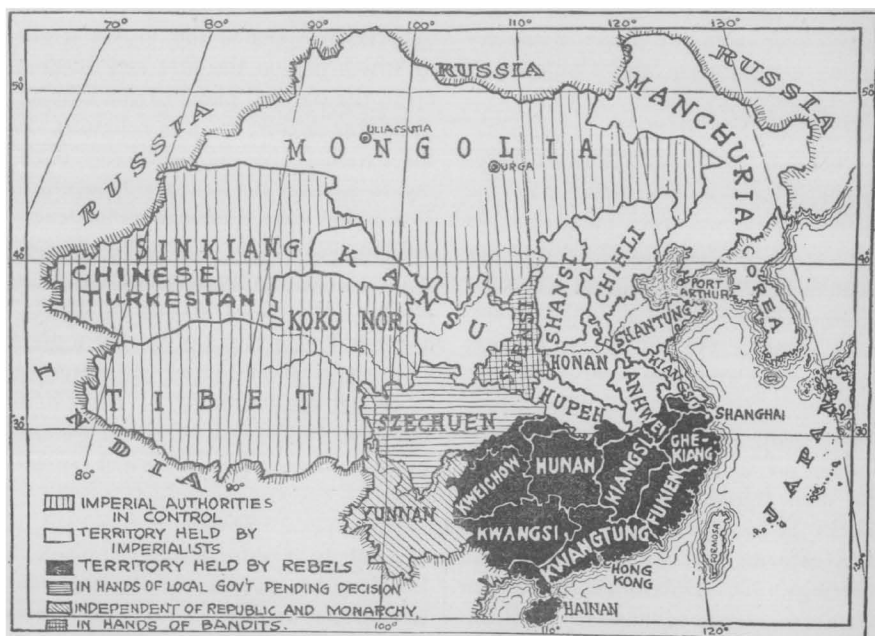 70° 80° 90° 100° 110° 120° 130°
RUSSIA
RUSSIA
RUSSIA
50°
50°
MANCHURIA
ULIASSUTIA
MONGOLIA
URGA
SINKIANG
CHINESE
TURKESTAN
40°
40°
KANSU
KOKO NOR
SHENSI
SHANSI
CHIHLI
PORT
ARTHUR
COREA
SHANTUNG
HONAN
KIANGSU
ANHWEI
HUPEH
SHANGHAI
TIBET
SZECHUEN
30°
30°
INDIA
JAPAN
KWEICHOW
HUNAN
KIANGSI
CHE-
KIANG
FUKIEN
YUNNAN
KWANGSI
KWANGTUNG
HONG
KONG
FORMOSA
HAINAN
80°
90°
100°
110°
120°
IMPERIAL AUTHORITIES
IN CONTROL
TERRITORY HELD BY
IMPERIALISTS
TERRITORY HELD BY REBELS
IN HANDS OF LOCAL GOV'T PENDING DECISION
INDEPENDENT OF REPUBLIC AND MONARCHY.
IN HANDS OF BANDITS.